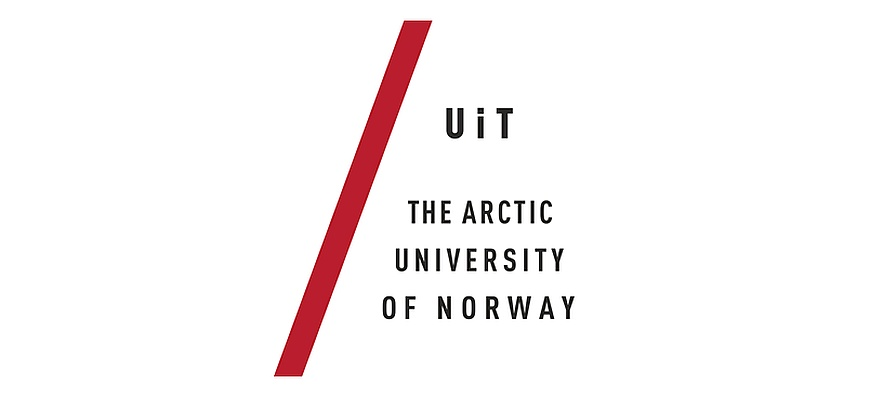 UiT
THE ARCTIC
UNIVERSITY
OF NORWAY